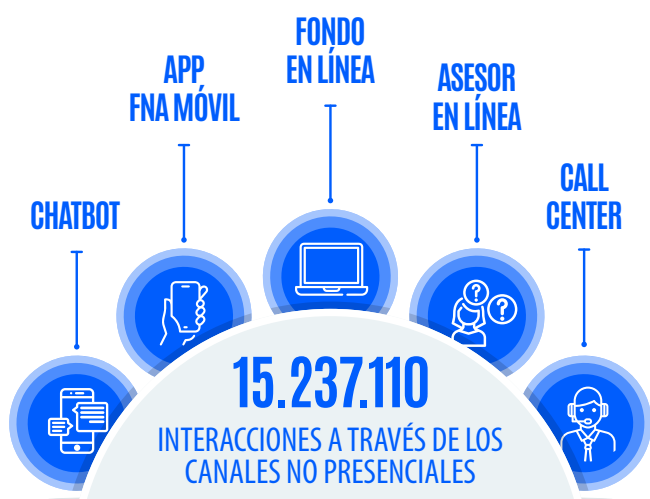 CHATBOT
APP
FNA MÓVIL
FONDO
EN LÍNEA
ASESOR
EN LÍNEA
CALL
CENTER
? ?
15.237.110
INTERACCIONES A TRAVÉS DE LOS
CANALES NO PRESENCIALES